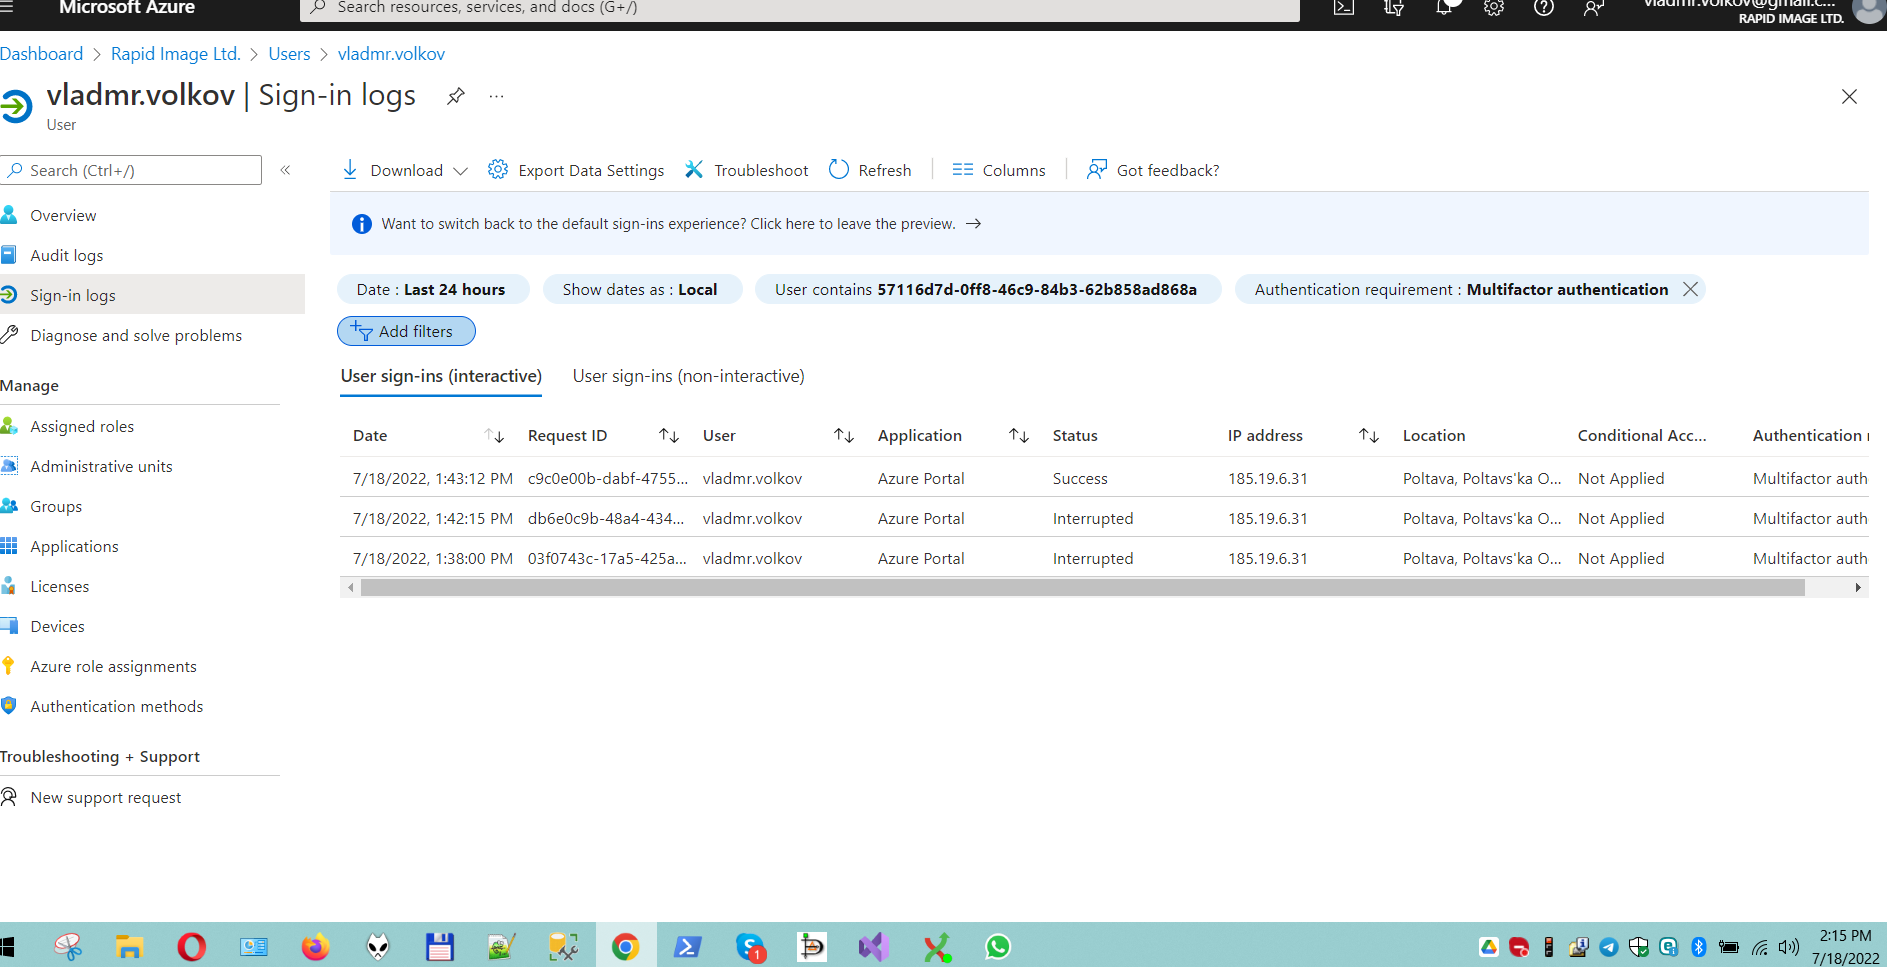 Microsoft Azure
Search resources, services, and docs (G+/)
vladmr.volkov@gmail.c...
RAPID IMAGE LTD.
Dashboard > Rapid Image Ltd. > Users > vladmr.volkov
vladmr.volkov | Sign-in logs ...
User
Search (Ctrl+/) «
Overview
Audit logs
Sign-in logs
Diagnose and solve problems
Manage
Assigned roles
Administrative units
Groups
Applications
Licenses
Devices
Azure role assignments
Authentication methods
Troubleshooting + Support
New support request
Download Export Data Settings Troubleshoot Refresh Columns Got feedback?
Want to switch back to the default sign-ins experience? Click here to leave the preview. →
Date : Last 24 hours Show dates as : Local User contains 57116d7d-0ff8-46c9-84b3-62b858ad868a Authentication requirement : Multifactor authentication
Add filters
User sign-ins (interactive) User sign-ins (non-interactive)
Date Request ID User Application Status IP address Location Conditional Acc... Authentication r
7/18/2022, 1:43:12 PM c9c0e00b-dabf-4755... vladmr.volkov Azure Portal Success 185.19.6.31 Poltava, Poltavs'ka O... Not Applied Multifactor auth
7/18/2022, 1:42:15 PM db6e0c9b-48a4-434... vladmr.volkov Azure Portal Interrupted 185.19.6.31 Poltava, Poltavs'ka O... Not Applied Multifactor auth
7/18/2022, 1:38:00 PM 03f0743c-17a5-425a... vladmr.volkov Azure Portal Interrupted 185.19.6.31 Poltava, Poltavs'ka O... Not Applied Multifactor auth
1
2:15 PM
7/18/2022